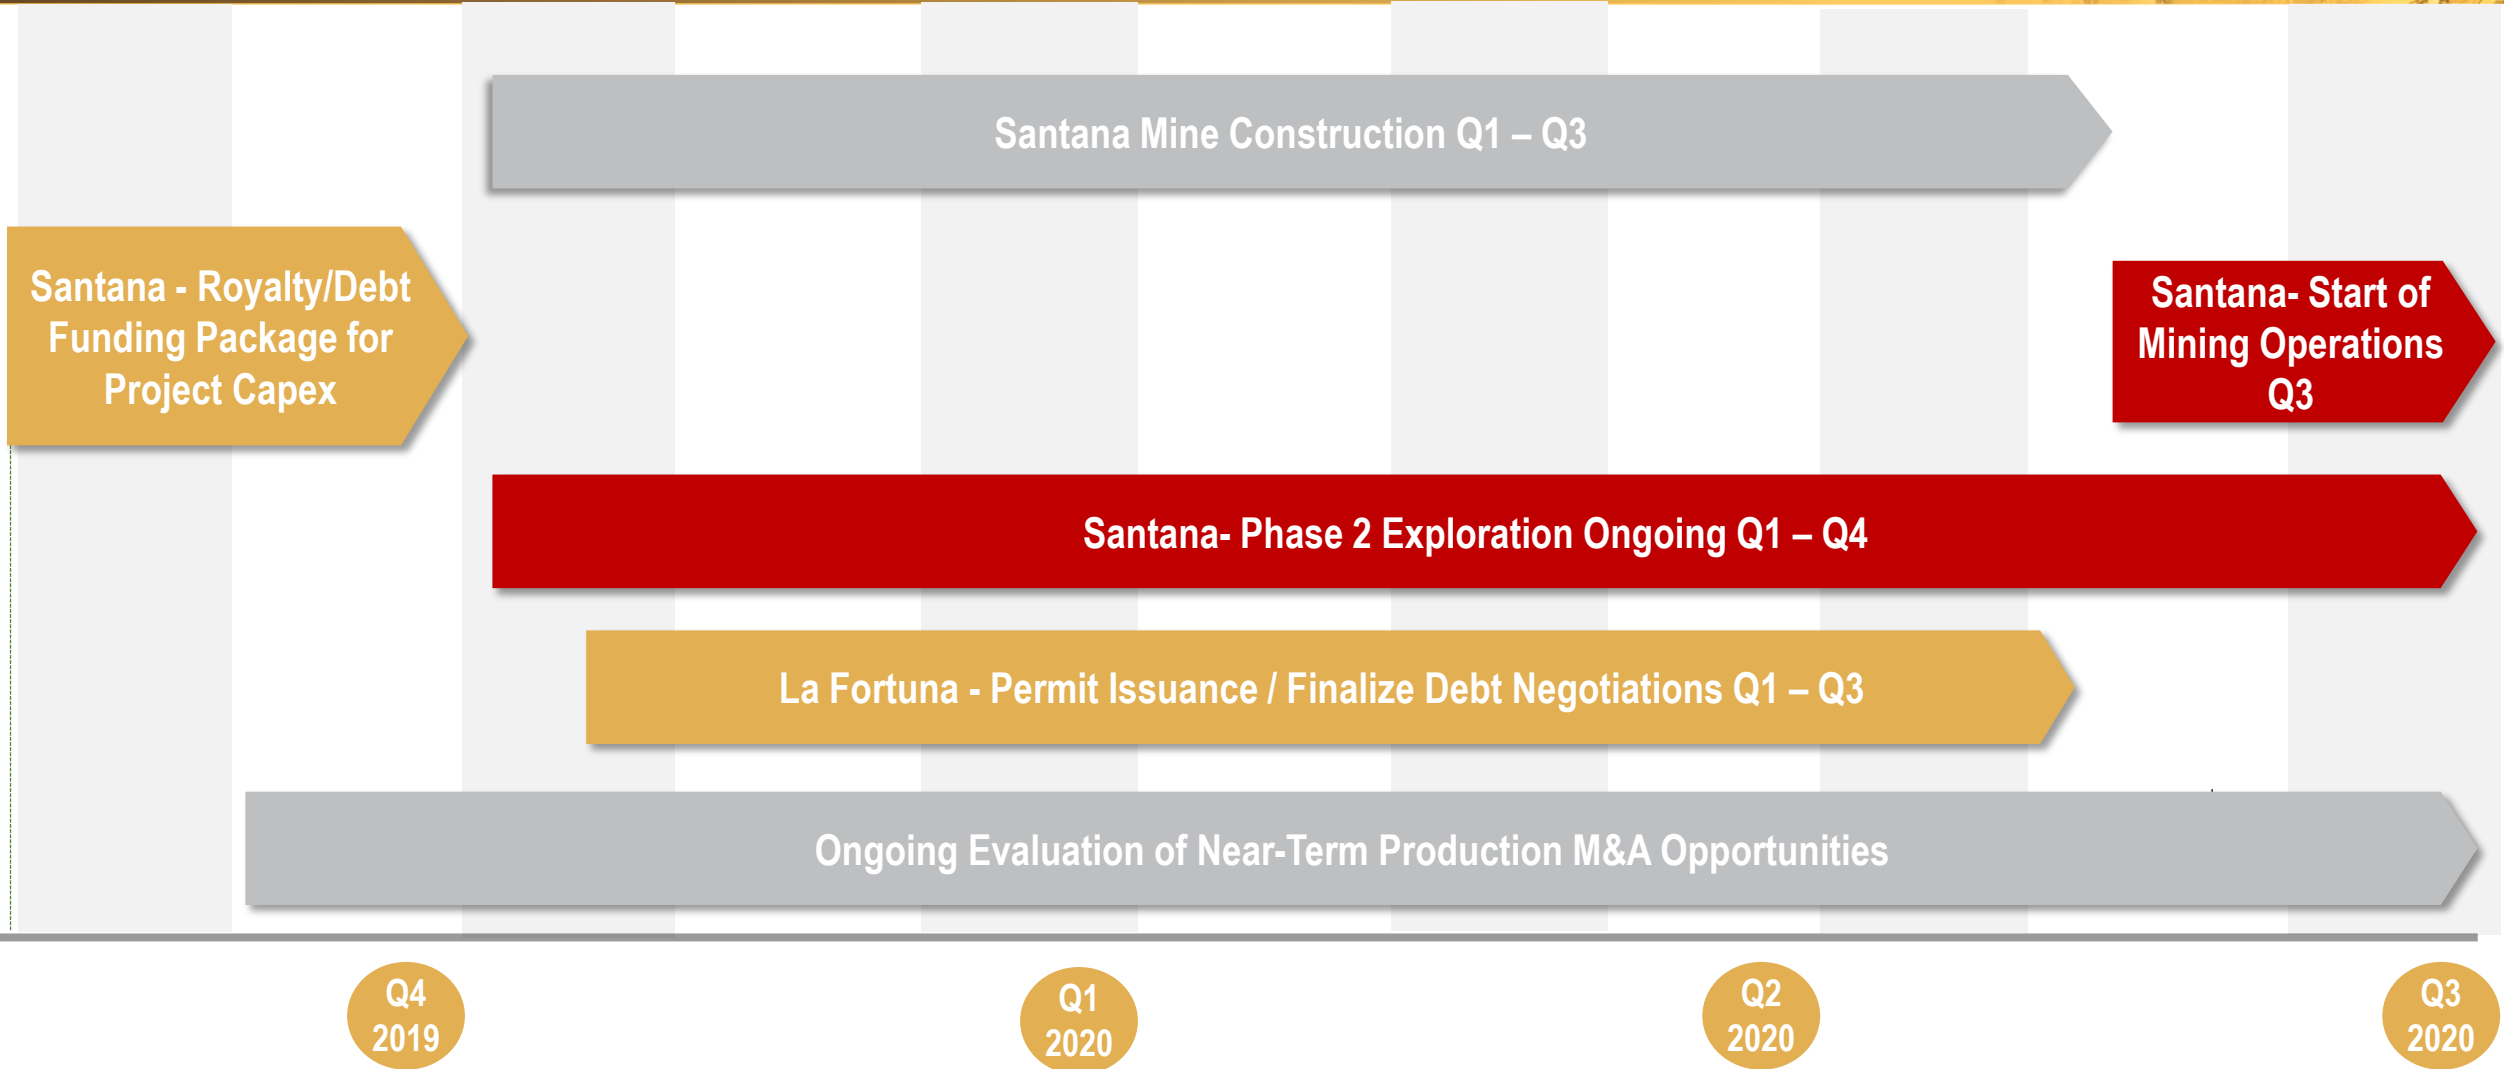 Santana Mine Construction Q1 – Q3
Santana - Royalty/Debt
Funding Package for
Project Capex
Santana- Start of
Mining Operations
Q3
Santana- Phase 2 Exploration Ongoing Q1 – Q4
La Fortuna - Permit Issuance / Finalize Debt Negotiations Q1 – Q3
Ongoing Evaluation of Near-Term Production M&A Opportunities
Q4
2019
Q1
2020
Q2
2020
Q3
2020